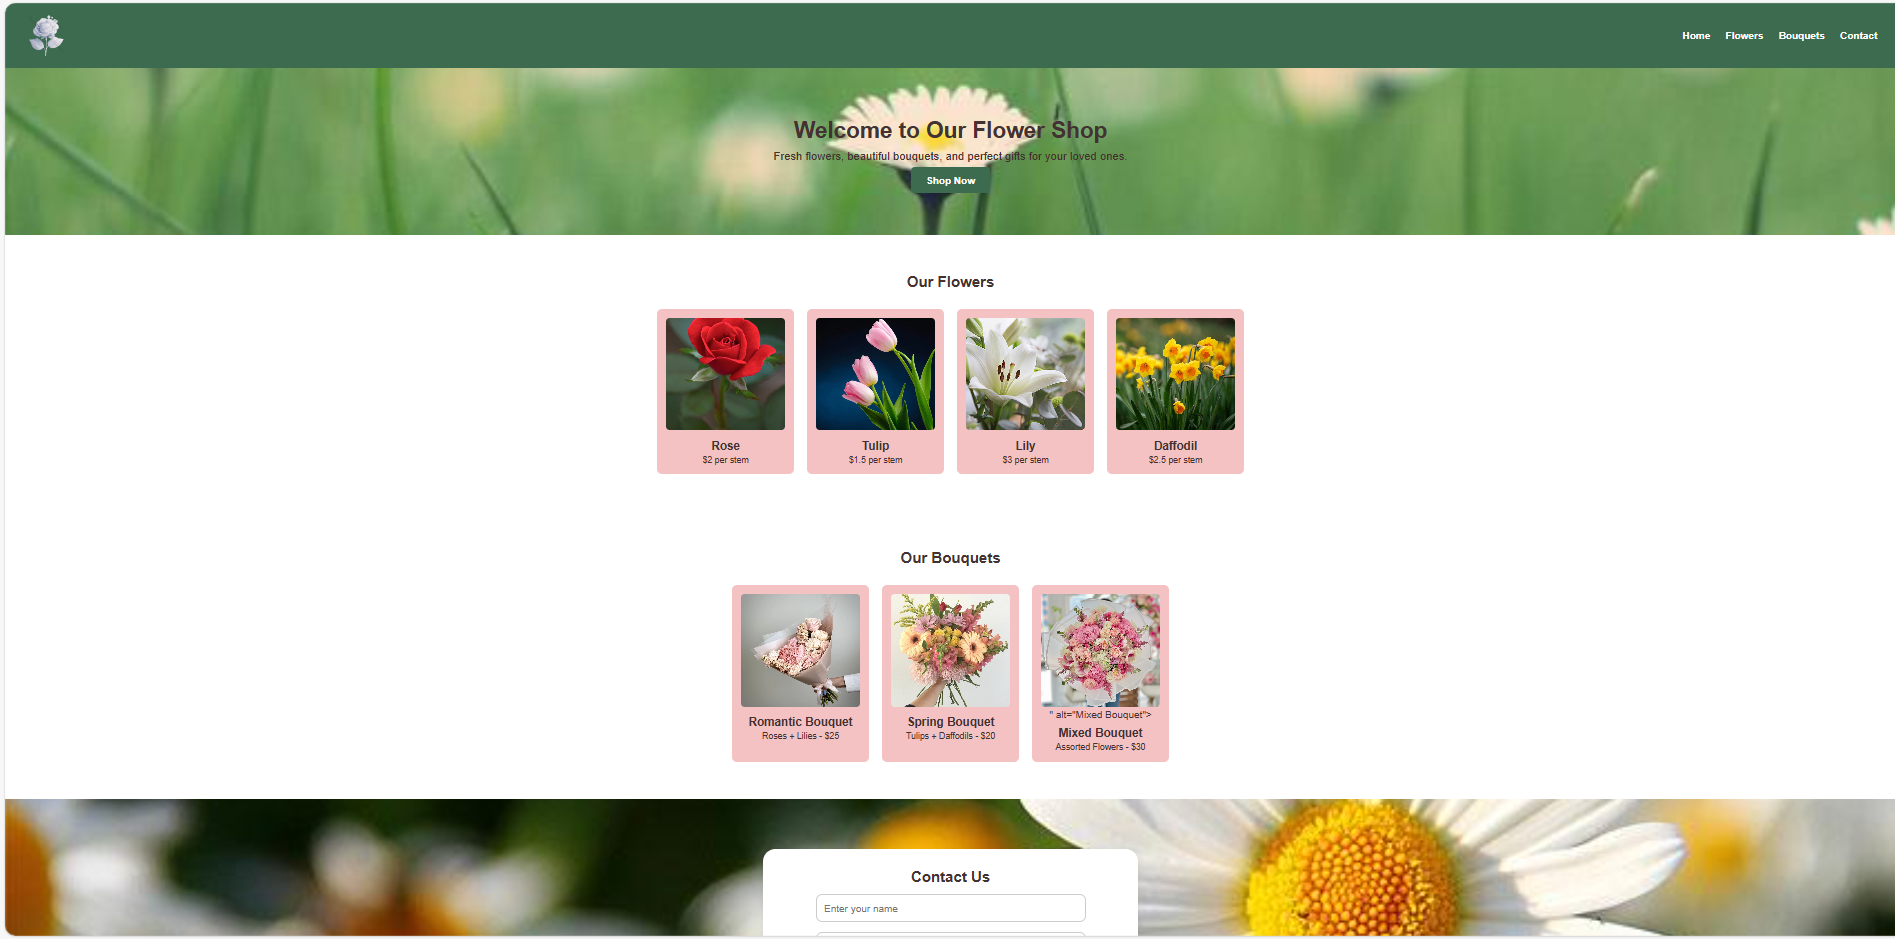 Home Flowers Bouquets Contact
Welcome to Our Flower Shop
Fresh flowers, beautiful bouquets, and perfect gifts for your loved ones.
Shop Now
Our Flowers
Rose
$2 per stem
Tulip
$1.5 per stem
Lily
$3 per stem
Daffodil
$2.5 per stem
Our Bouquets
Romantic Bouquet
Roses + Lilies - $25
Spring Bouquet
Tulips + Daffodils - $20
" alt="Mixed Bouquet">
Mixed Bouquet
Assorted Flowers - $30
Contact Us
Enter your name